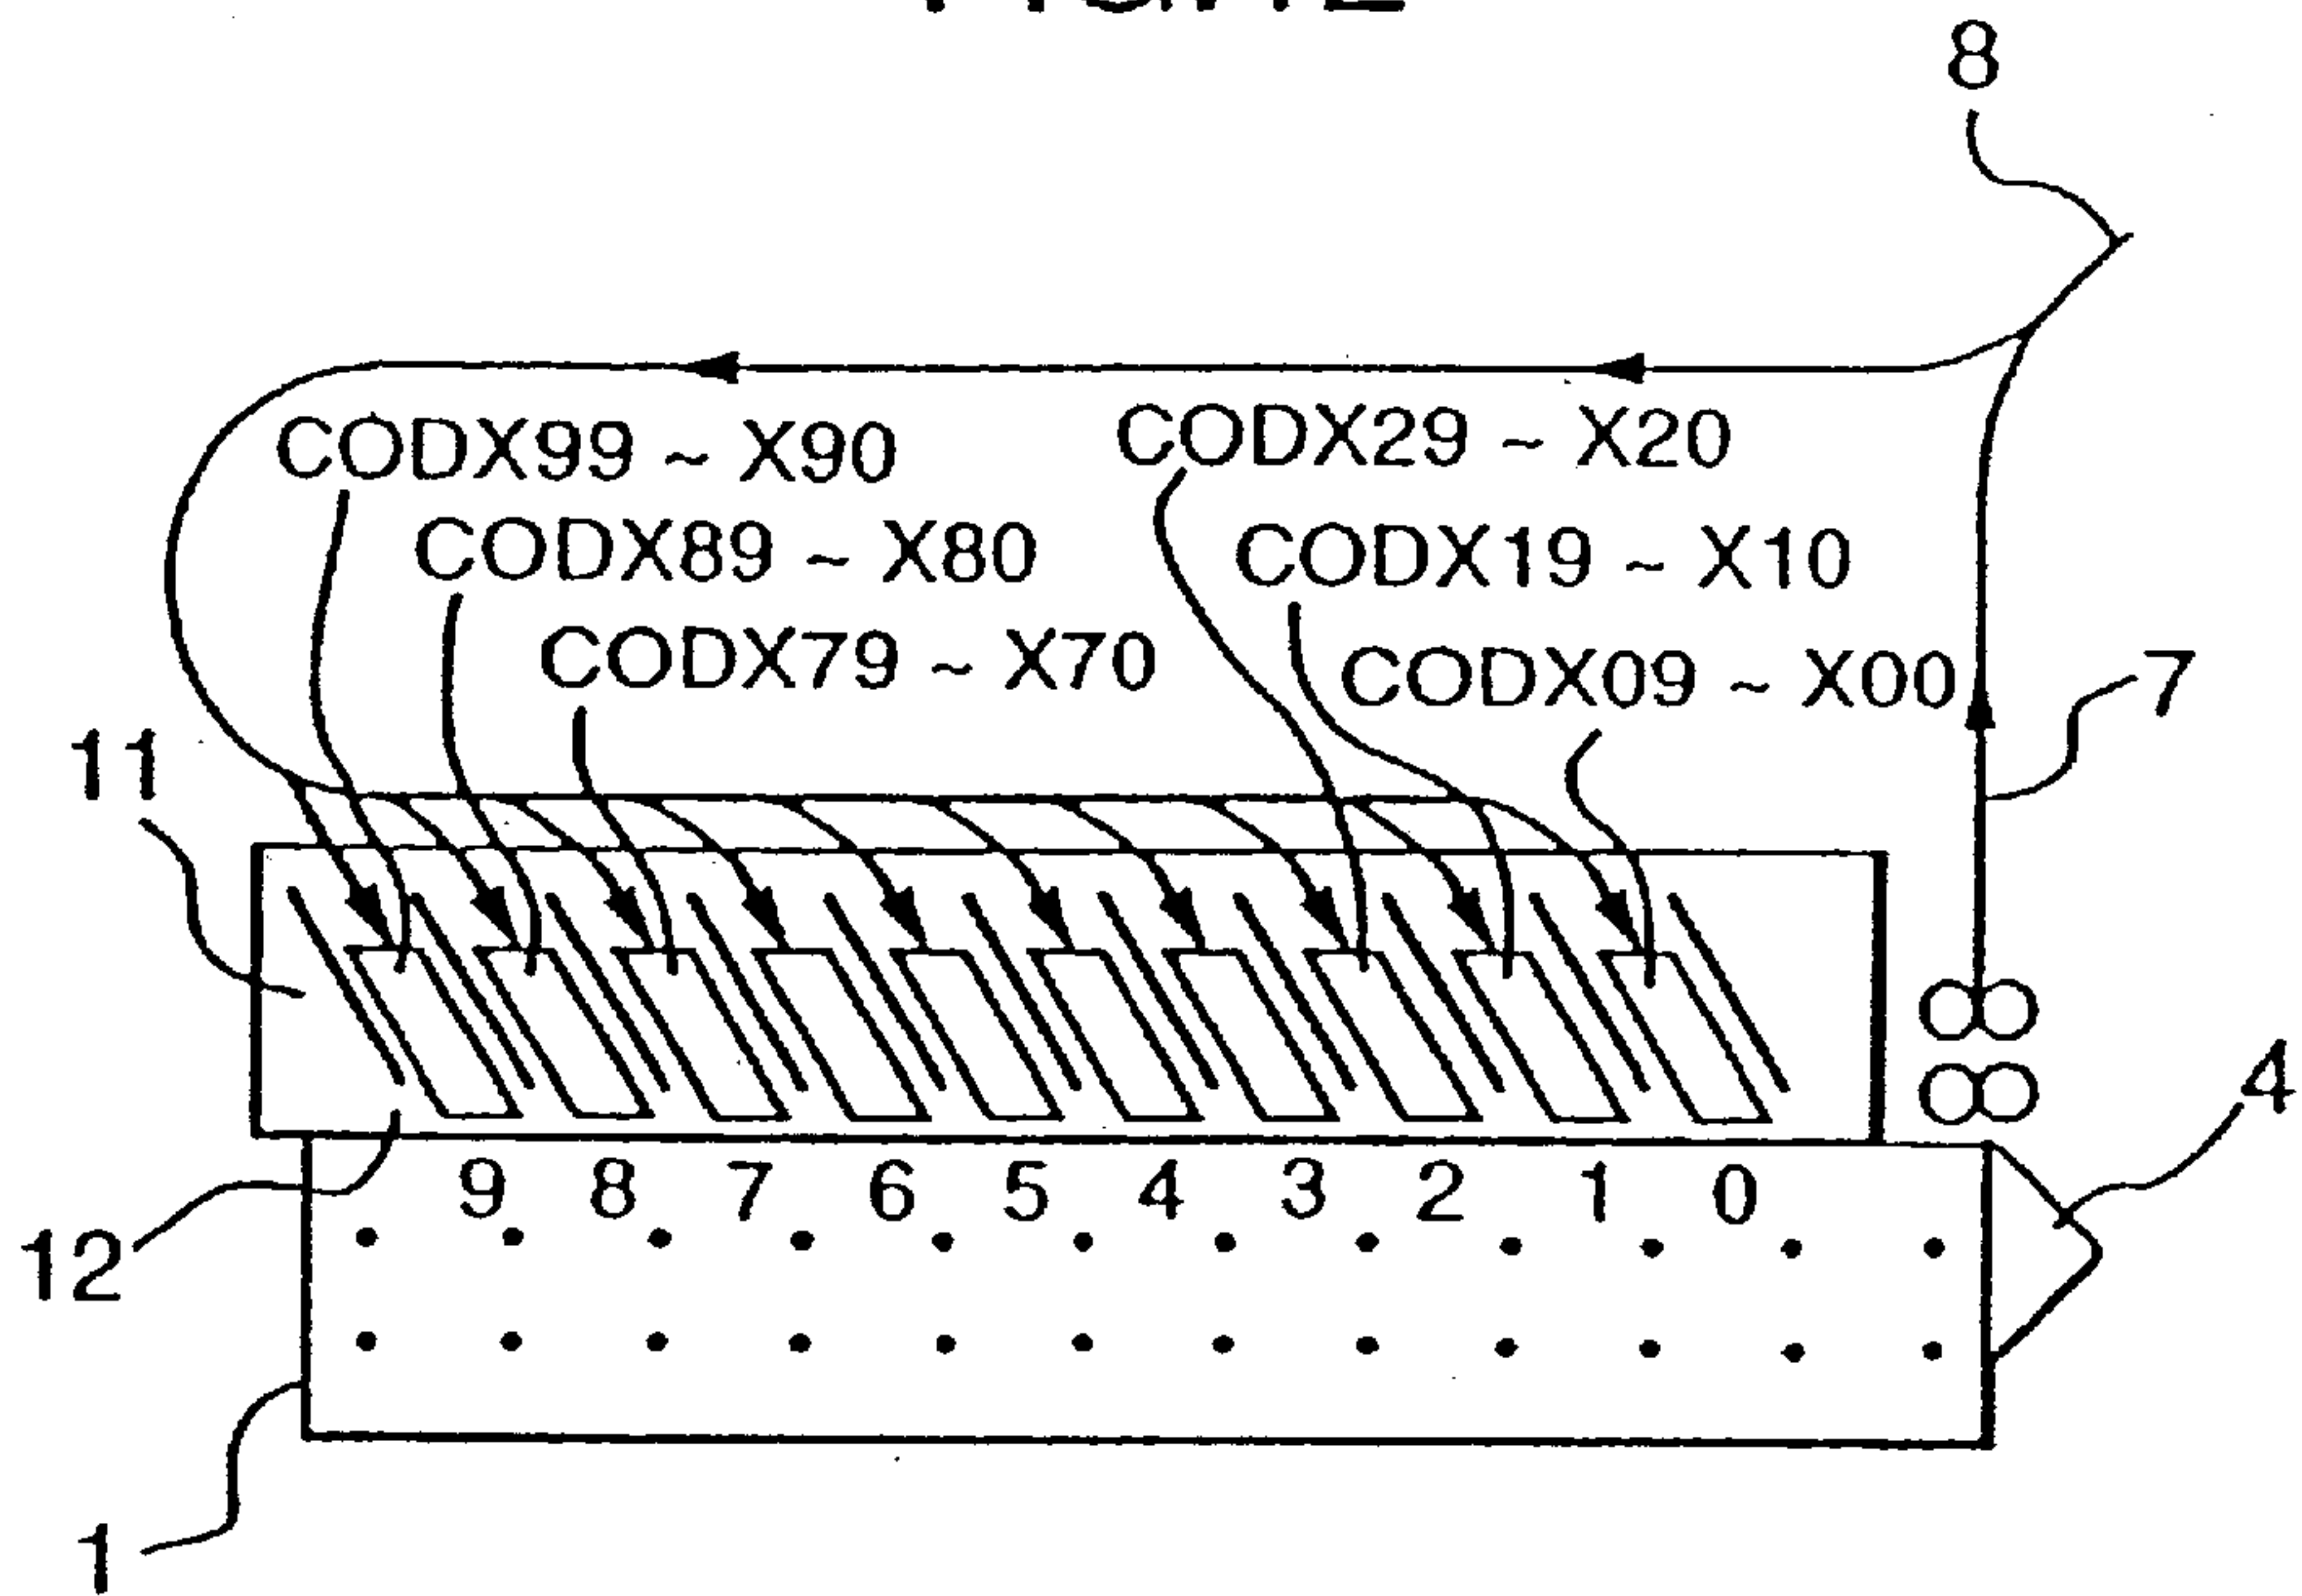 8
CODX99 ~ X90
CODX29 ~ X20
CODX89 ~ X80
CODX19 ~ X10
CODX79 ~ X70
CODX09 ~ X00
7
11
4
9 8 7 6 5 4 3 2 1 0
12
1